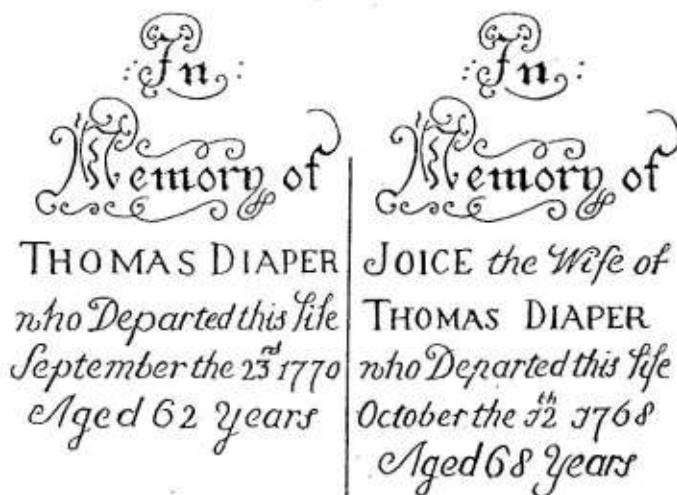 In
Memory of
THOMAS DIAPER
who Departed this life
September the 23rd 1770
Aged 62 Years
In
Memory of
JOICE the Wife of
THOMAS DIAPER
who Departed this life
October the 12th 1768
Aged 68 Years